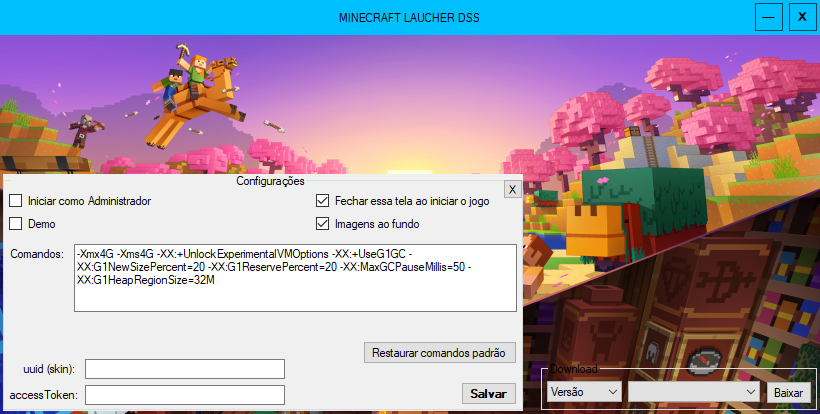 MINECRAFT LAUCHER DSS
— X
Configurações
X
Iniciar como Administrador
Fechar essa tela ao iniciar o jogo
Demo
Imagens ao fundo
Comandos:
-Xmx4G -Xms4G -XX:+UnlockExperimentalVMOptions -XX:+UseG1GC -
XX:G1NewSizePercent=20 -XX:G1ReservePercent=20 -XX:MaxGCPauseMillis=50 -
XX:G1HeapRegionSize=32M
Restaurar comandos padrão
uuid (skin):
accessToken:
Salvar
Download
Versão
Baixar